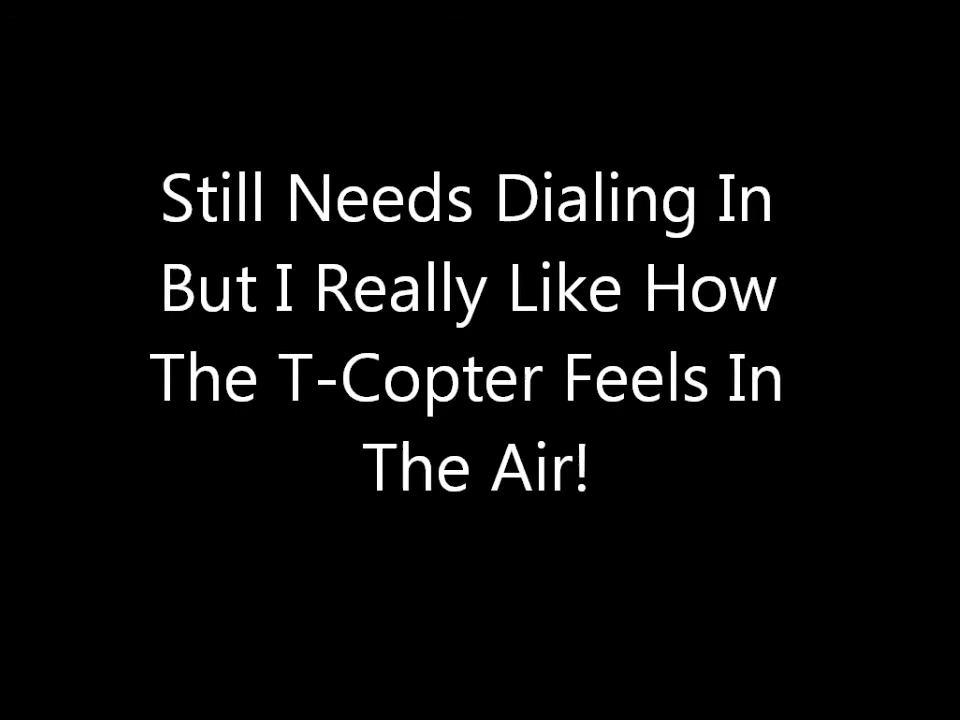 Still Needs Dialing In
But I Really Like How
The T-Copter Feels In
The Air!